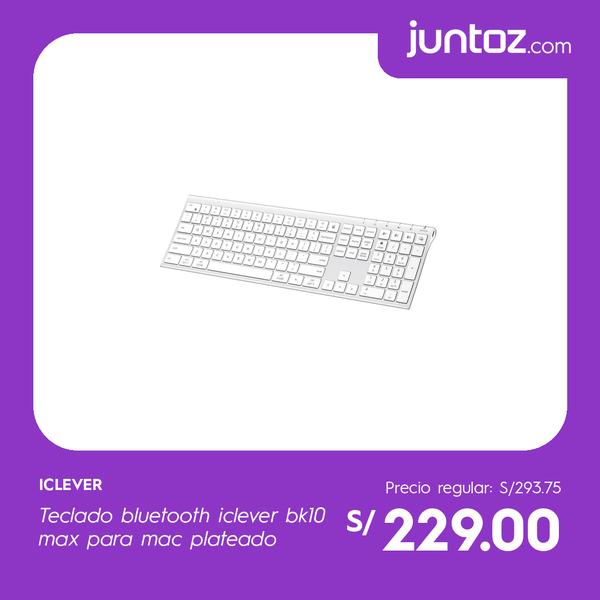 juntoz.com
ICLEVER
Teclado bluetooth iclever bk10
max para mac plateado
Precio regular: S/293.75
S/ 229.00